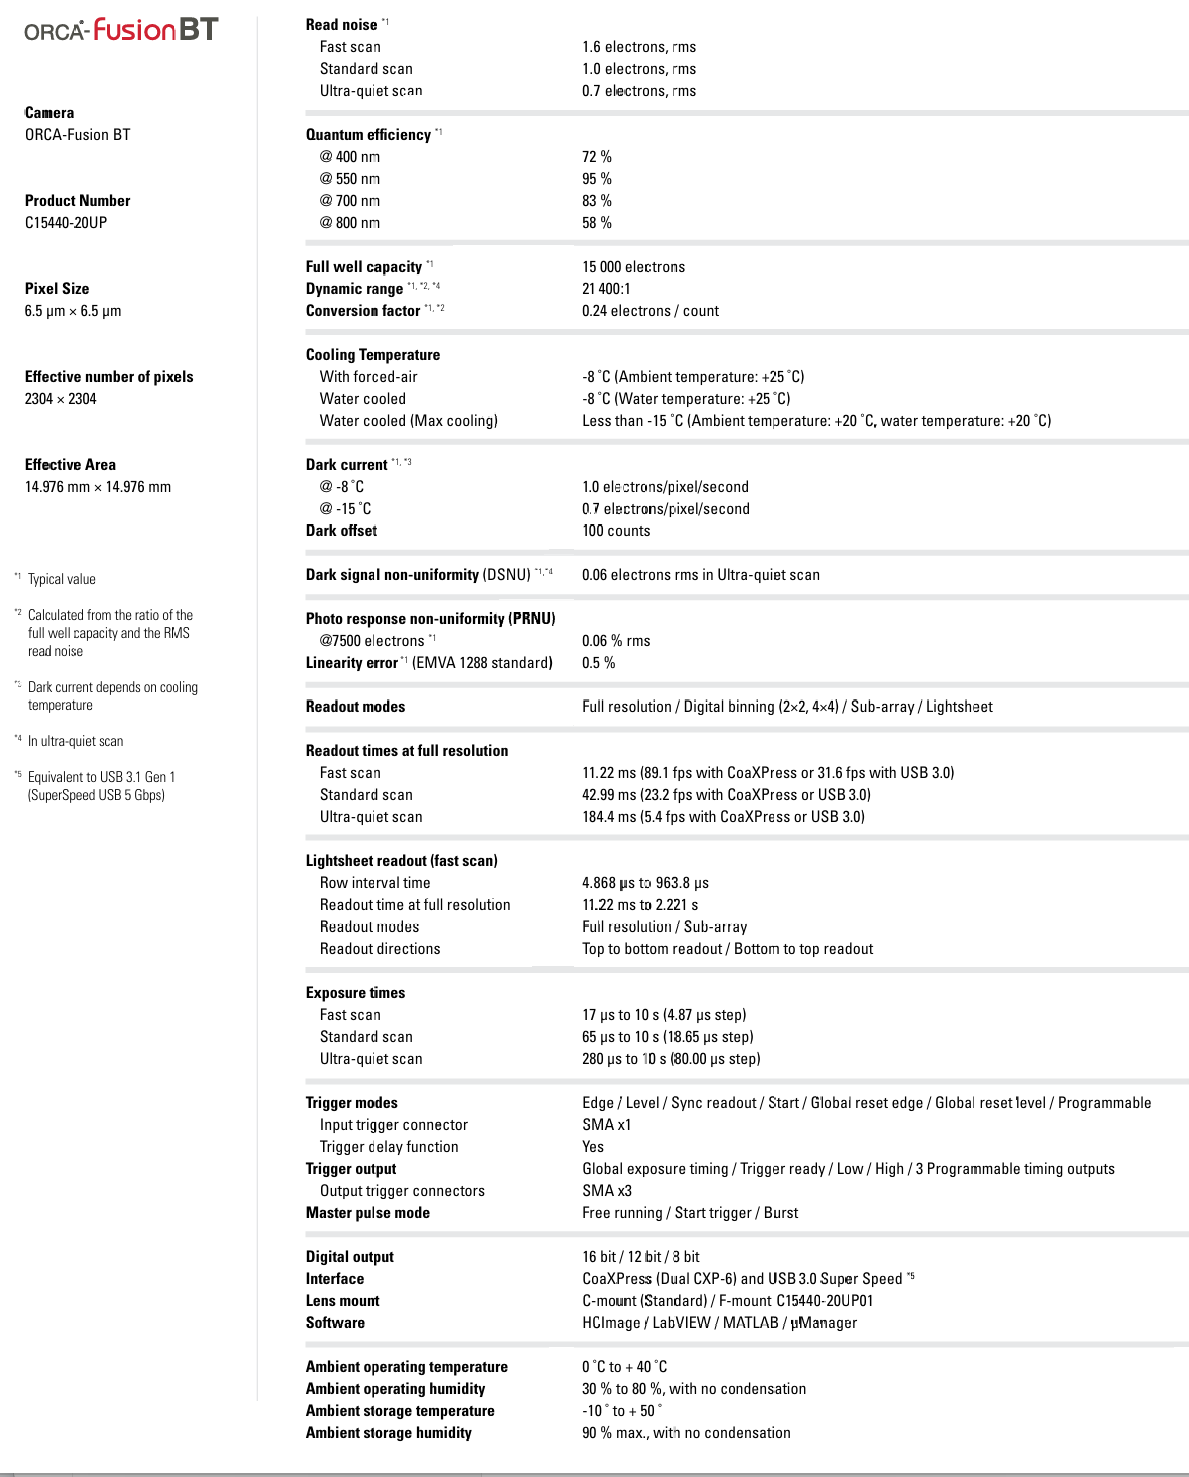 ORCA-Fusion BT
Camera
ORCA-Fusion BT
Product Number
C15440-20UP
Pixel Size
6.5 µm × 6.5 µm
Effective number of pixels
2304 × 2304
Effective Area
14.976 mm × 14.976 mm
*1 Typical value
*2 Calculated from the ratio of the
full well capacity and the RMS
read noise
*3 Dark current depends on cooling
temperature
*4 In ultra-quiet scan
*5 Equivalent to USB 3.1 Gen 1
(SuperSpeed USB 5 Gbps)
Read noise *1
Fast scan 1.6 electrons, rms
Standard scan 1.0 electrons, rms
Ultra-quiet scan 0.7 electrons, rms
Quantum efficiency *1
@ 400 nm 72 %
@ 550 nm 95 %
@ 700 nm 83 %
@ 800 nm 58 %
Full well capacity *1 15 000 electrons
Dynamic range *1, *2, *4 21 400:1
Conversion factor *1, *2 0.24 electrons / count
Cooling Temperature
With forced-air -8 ˚C (Ambient temperature: +25 ˚C)
Water cooled -8 ˚C (Water temperature: +25 ˚C)
Water cooled (Max cooling) Less than -15 ˚C (Ambient temperature: +20 ˚C, water temperature: +20 ˚C)
Dark current *1, *3
@ -8 ˚C 1.0 electrons/pixel/second
@ -15 ˚C 0.7 electrons/pixel/second
Dark offset 100 counts
Dark signal non-uniformity (DSNU) *1,*4 0.06 electrons rms in Ultra-quiet scan
Photo response non-uniformity (PRNU)
@7500 electrons *1 0.06 % rms
Linearity error *1 (EMVA 1288 standard) 0.5 %
Readout modes Full resolution / Digital binning (2×2, 4×4) / Sub-array / Lightsheet
Readout times at full resolution
Fast scan 11.22 ms (89.1 fps with CoaXPress or 31.6 fps with USB 3.0)
Standard scan 42.99 ms (23.2 fps with CoaXPress or USB 3.0)
Ultra-quiet scan 184.4 ms (5.4 fps with CoaXPress or USB 3.0)
Lightsheet readout (fast scan)
Row interval time 4.868 µs to 963.8 µs
Readout time at full resolution 11.22 ms to 2.221 s
Readout modes Full resolution / Sub-array
Readout directions Top to bottom readout / Bottom to top readout
Exposure times
Fast scan 17 µs to 10 s (4.87 µs step)
Standard scan 65 µs to 10 s (18.65 µs step)
Ultra-quiet scan 280 µs to 10 s (80.00 µs step)
Trigger modes Edge / Level / Sync readout / Start / Global reset edge / Global reset level / Programmable
Input trigger connector SMA x1
Trigger delay function Yes
Trigger output Global exposure timing / Trigger ready / Low / High / 3 Programmable timing outputs
Output trigger connectors SMA x3
Master pulse mode Free running / Start trigger / Burst
Digital output 16 bit / 12 bit / 8 bit
Interface CoaXPress (Dual CXP-6) and USB 3.0 Super Speed *5
Lens mount C-mount (Standard) / F-mount C15440-20UP01
Software HCImage / LabVIEW / MATLAB / µManager
Ambient operating temperature 0 ˚C to + 40 ˚C
Ambient operating humidity 30 % to 80 %, with no condensation
Ambient storage temperature -10 ˚ to + 50 ˚
Ambient storage humidity 90 % max., with no condensation